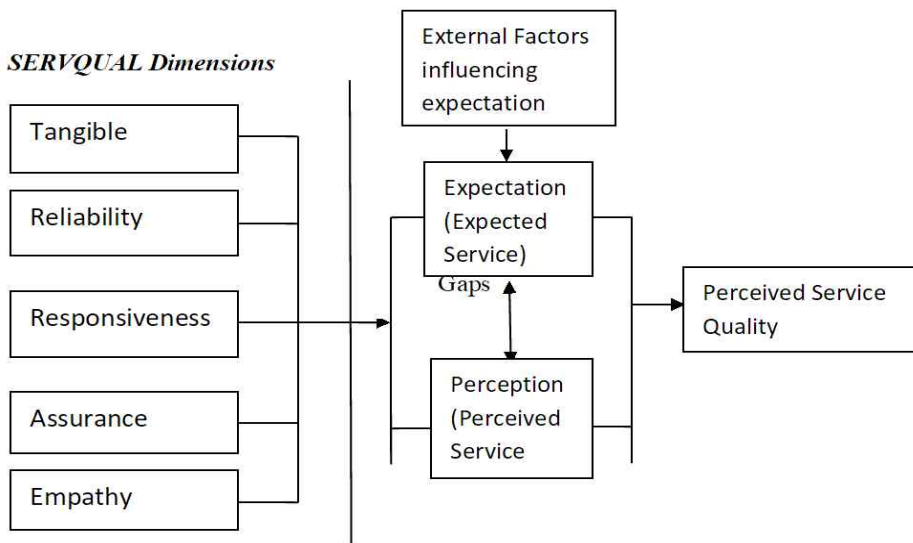 SERVQUAL Dimensions
Tangible
Reliability
Responsiveness
Assurance
Empathy
External Factors
influencing
expectation
Expectation
(Expected
Service)
Gaps
Perception
(Perceived
Service
Perceived Service
Quality